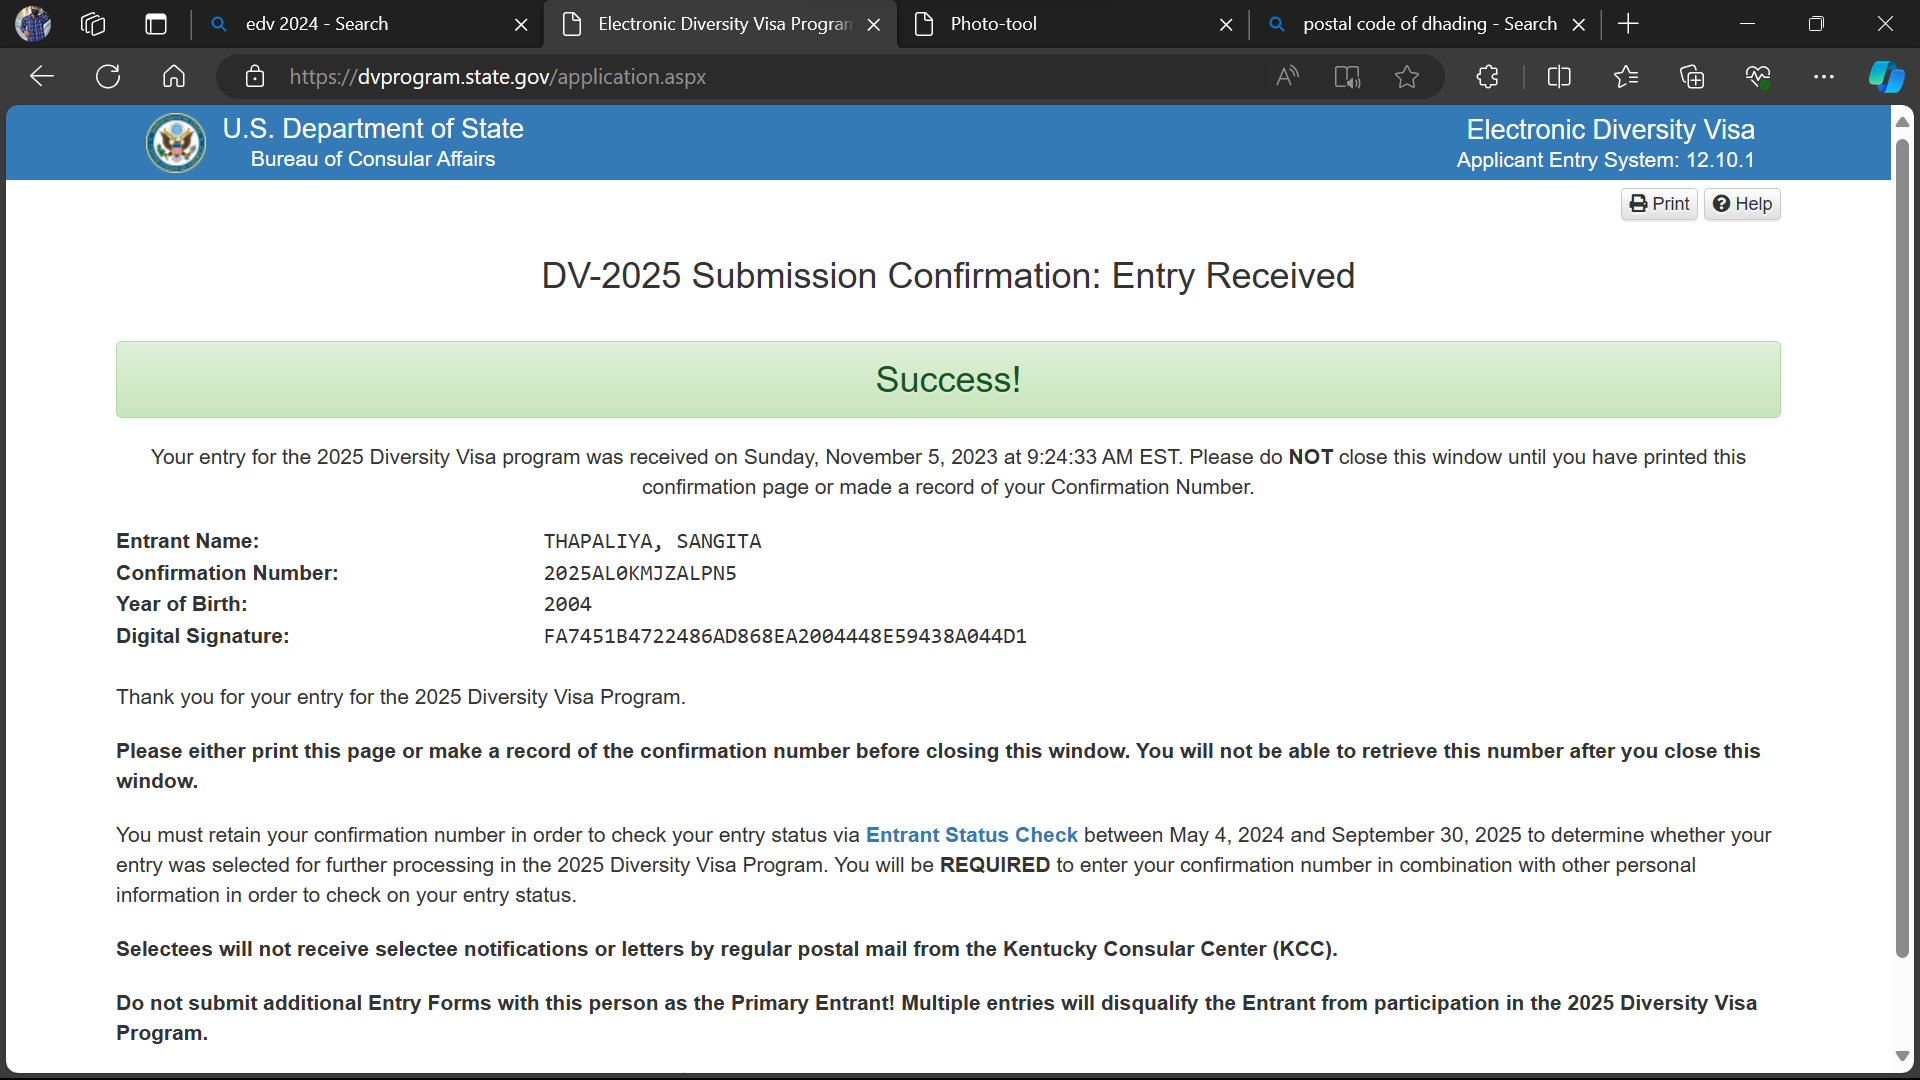 edv 2024 - Search
Electronic Diversity Visa Program
Photo-tool
postal code of dhading - Search
https://dvprogram.state.gov/application.aspx
U.S. Department of State
Bureau of Consular Affairs
Electronic Diversity Visa
Applicant Entry System: 12.10.1
Print
Help
DV-2025 Submission Confirmation: Entry Received
Success!
Your entry for the 2025 Diversity Visa program was received on Sunday, November 5, 2023 at 9:24:33 AM EST. Please do NOT close this window until you have printed this
confirmation page or made a record of your Confirmation Number.
Entrant Name: THAPALIYA, SANGITA
Confirmation Number: 2025AL0KMJZALPN5
Year of Birth: 2004
Digital Signature: FA7451B4722486AD868EA2004448E59438A044D1
Thank you for your entry for the 2025 Diversity Visa Program.
Please either print this page or make a record of the confirmation number before closing this window. You will not be able to retrieve this number after you close this
window.
You must retain your confirmation number in order to check your entry status via Entrant Status Check between May 4, 2024 and September 30, 2025 to determine whether your
entry was selected for further processing in the 2025 Diversity Visa Program. You will be REQUIRED to enter your confirmation number in combination with other personal
information in order to check on your entry status.
Selectees will not receive selectee notifications or letters by regular postal mail from the Kentucky Consular Center (KCC).
Do not submit additional Entry Forms with this person as the Primary Entrant! Multiple entries will disqualify the Entrant from participation in the 2025 Diversity Visa
Program.